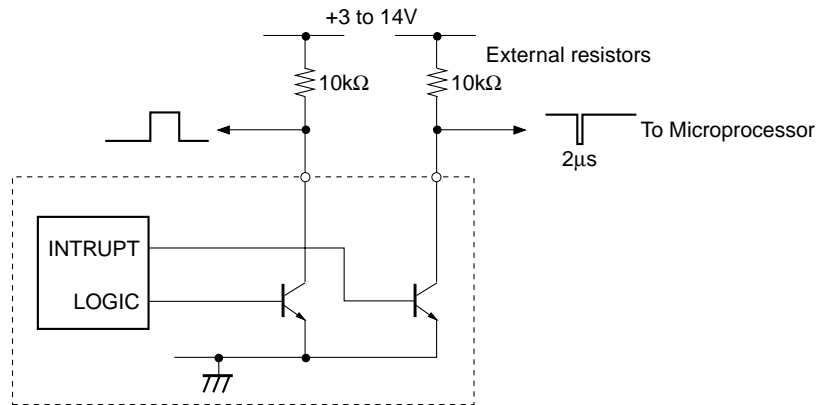 +3 to 14V
External resistors
10kΩ
10kΩ
To Microprocessor
2μs
INTRUPT
LOGIC